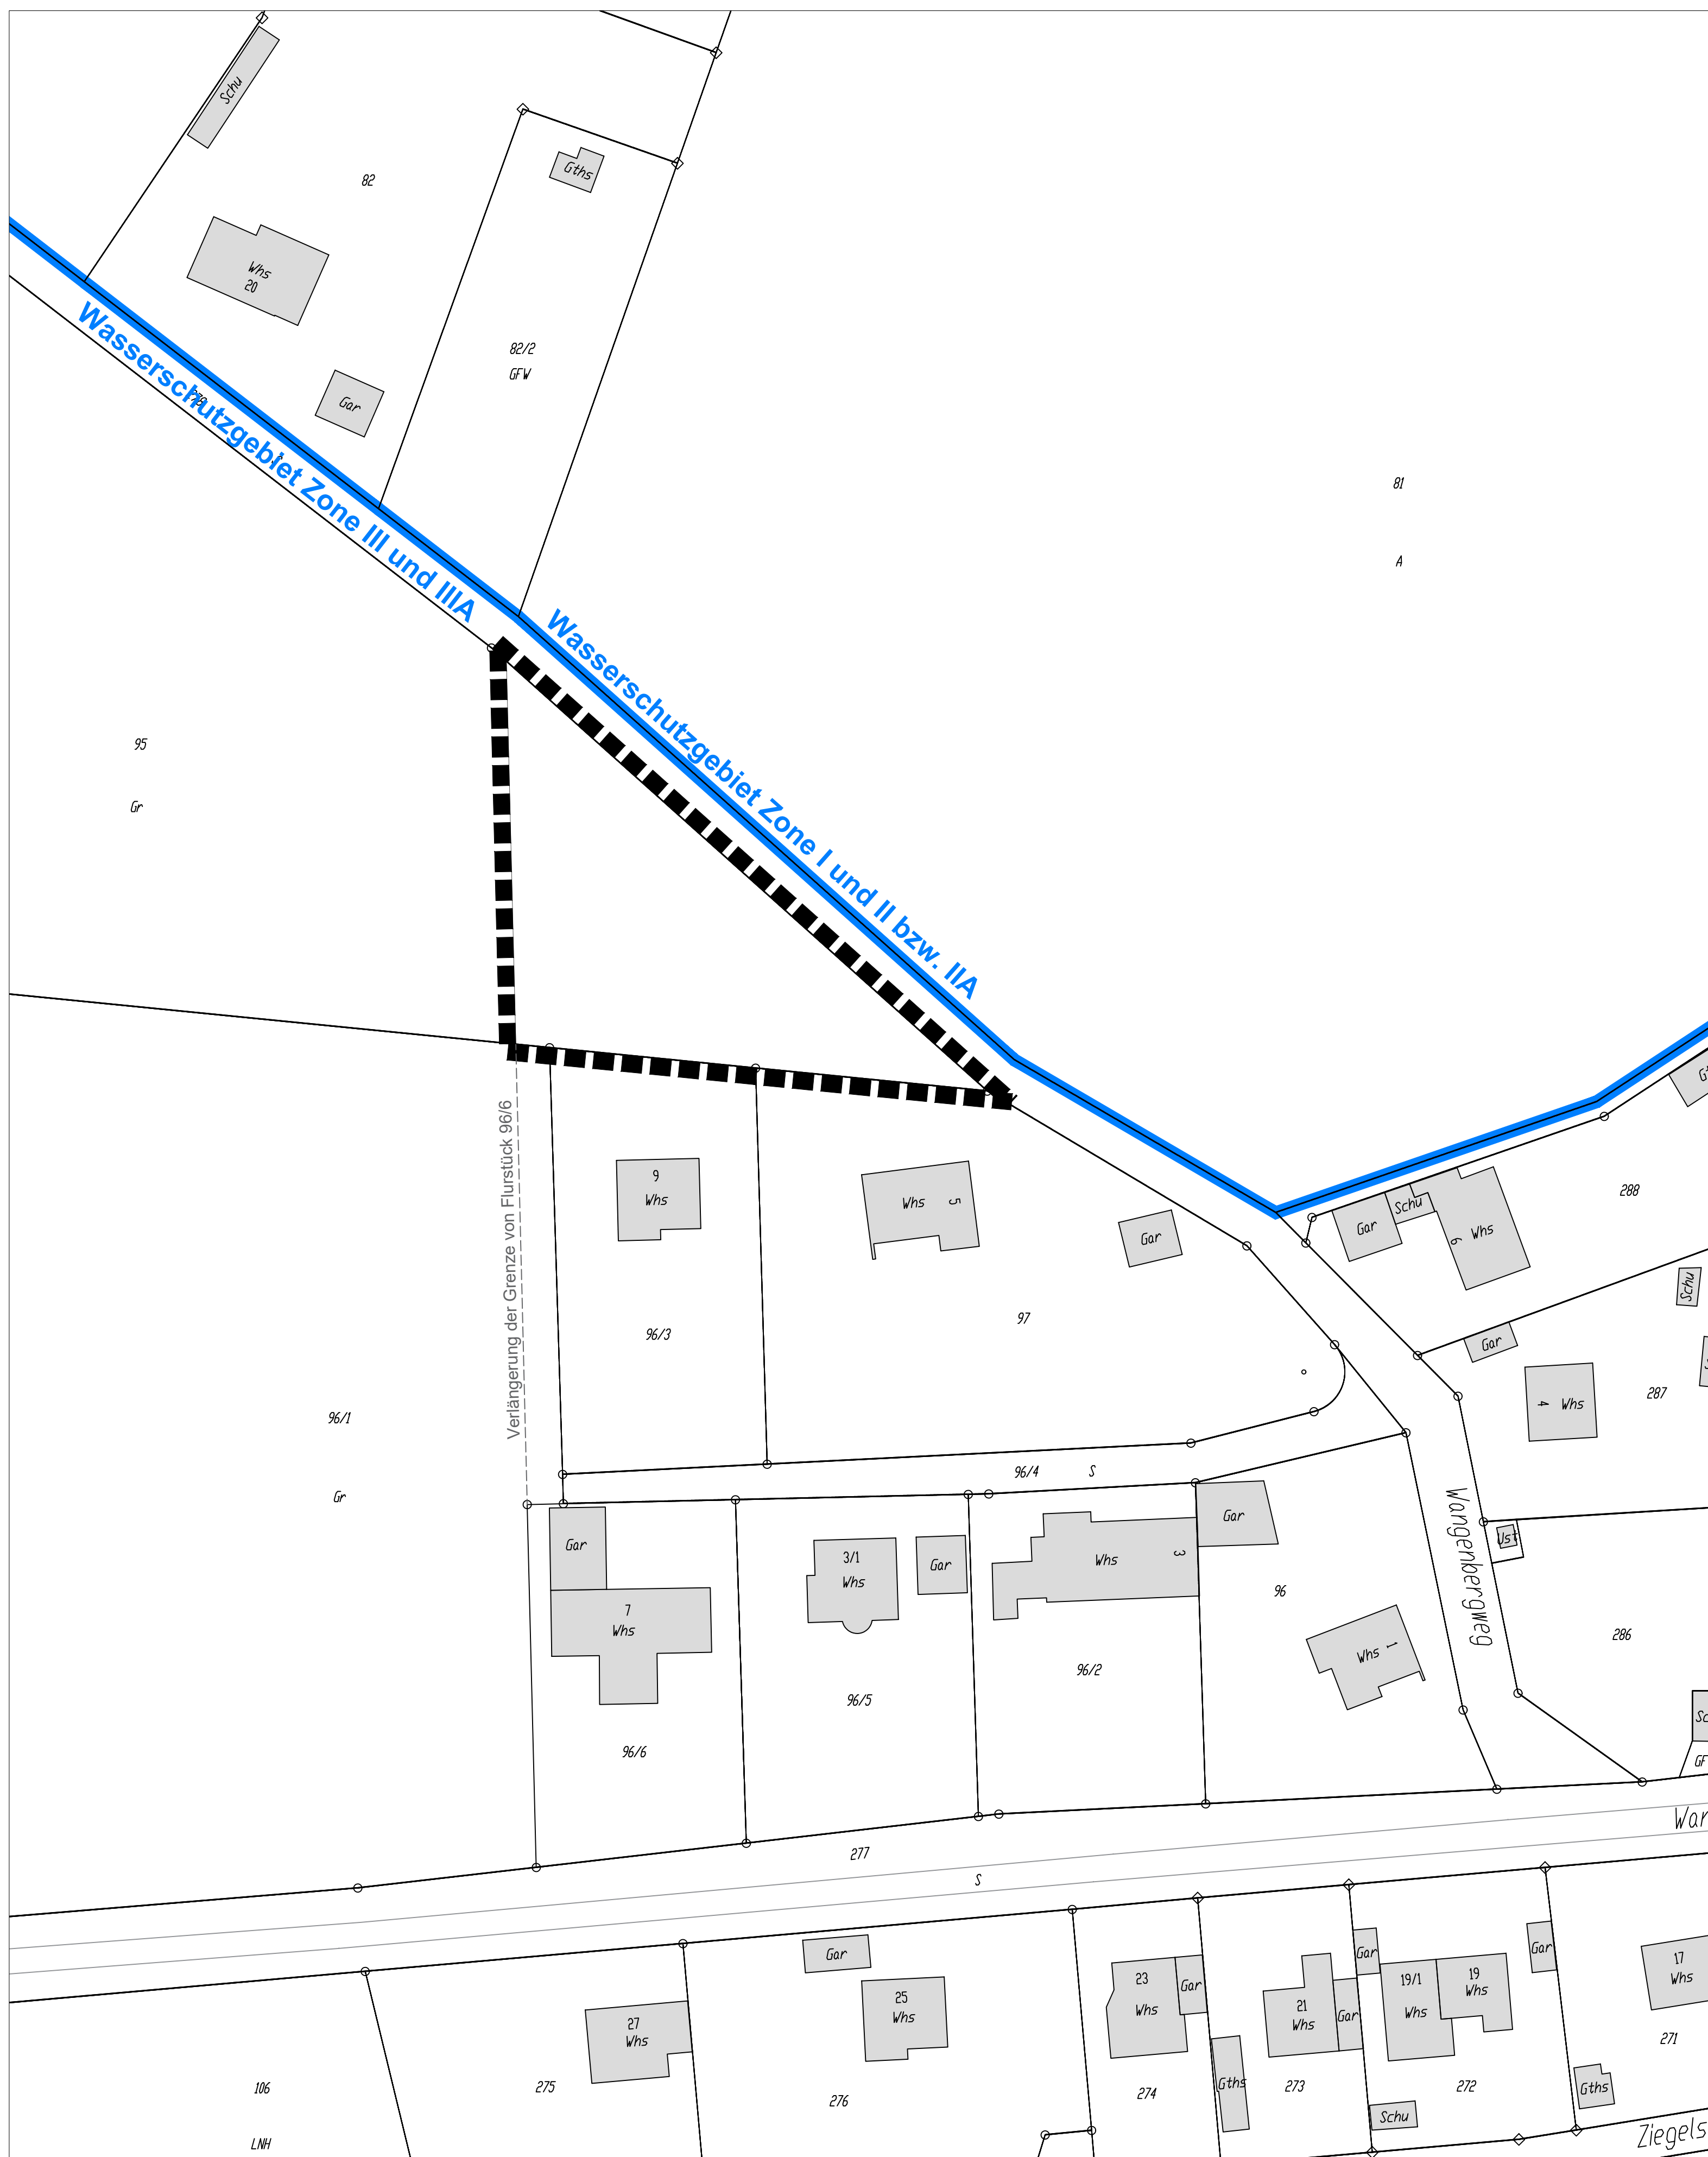 Schu
82
Gths
Whs
20
82/2
GFW
Gar
Wasserschutzgebiet Zone III und IIIA
81
A
Wasserschutzgebiet Zone I und II bzw. IIA
95
Gr
Verlängerung der Grenze von Flurstück 96/6
9
Whs
Whs
5
Gar
96/3
97
Gar
Schu
Whs
6
288
Schu
Gar
4
Whs
287
96/1
Gr
96/4
S
Gar
7
Whs
3/1
Whs
Gar
Whs
3
Gar
96
Whs
1
Wangenbergweg
Ust
286
96/2
96/5
96/6
277
S
Gar
25
Whs
27
Whs
23
Whs
Gar
21
Whs
Gar
Gar
19/1
Whs
19
Whs
Gar
17
Whs
271
106
LNH
275
276
274
Gths
273
272
Schu
Gths